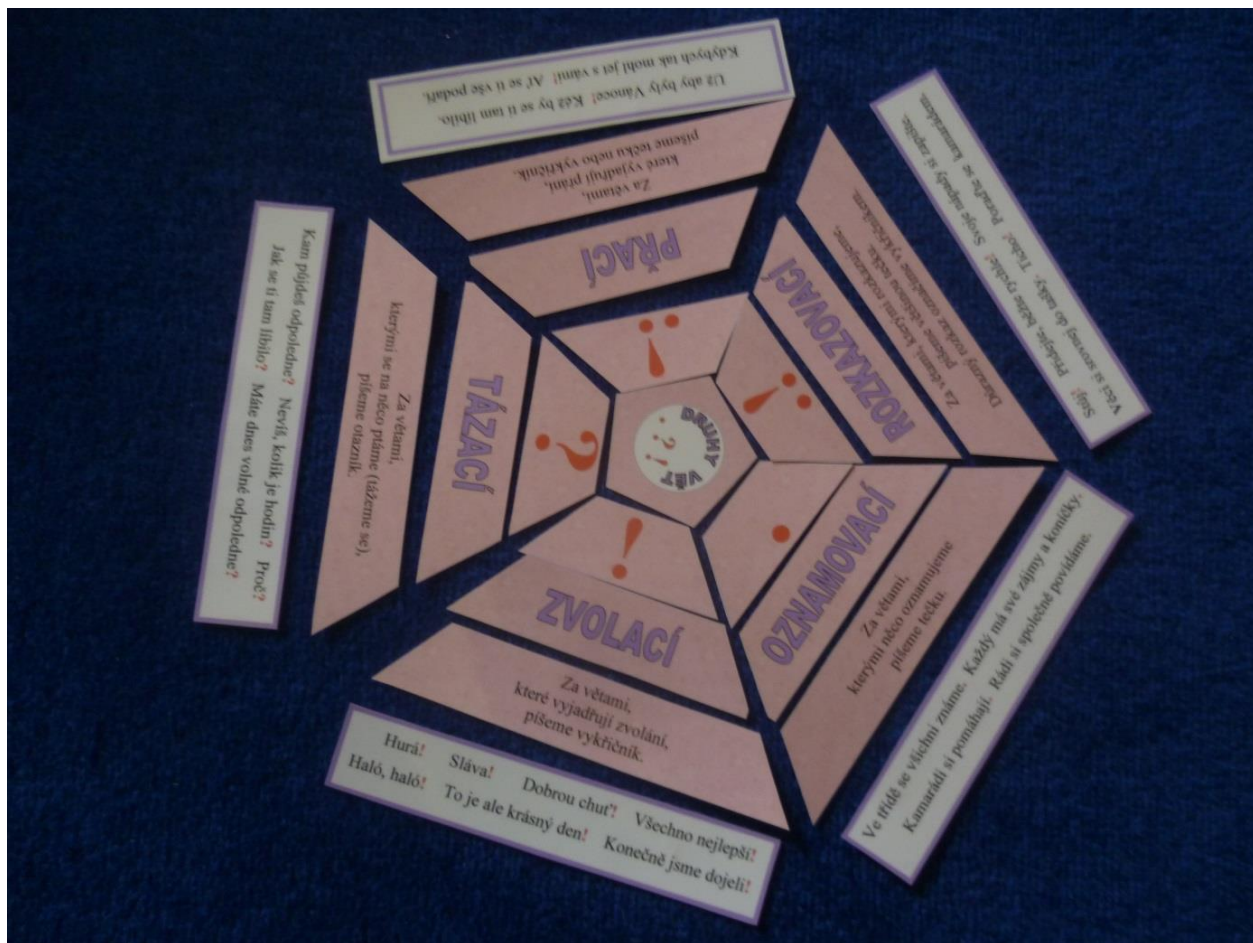 DRUHY VĚT
. ? !
OZNAMOVACÍ
.
Za větami,
kterými něco oznamujeme
píšeme tečku.
Ve třídě se všichni známe. Každý má své zájmy a koníčky.
Kamarádi si pomáhají. Rádi si společně povídáme.
ZVOLACÍ
!
Za větami,
které vyjadřují zvolání,
píšeme vykřičník.
Hurá! Sláva! Dobrou chuť! Všechno nejlepší!
Haló, haló! To je ale krásný den! Konečně jsme dojeli!
TÁZACÍ
?
Za větami,
kterými se na něco ptáme (tážeme se),
píšeme otazník.
Kam půjdeš odpoledne? Nevíš, kolik je hodin? Proč?
Jak se ti tam líbilo? Máte dnes volné odpoledne?
PŘACÍ
. !
Za větami,
které vyjadřují přání,
píšeme tečku nebo vykřičník.
Už aby byly Vánoce! Kéž by se ti tam líbilo.
Kdybych tak mohl jet s vámi! Ať se ti vše podaří.
ROZKAZOVACÍ
. !
Za větami, kterými rozkazujeme,
píšeme většinou tečku.
Důrazný rozkaz označíme vykřičníkem.
Stůj! Přidejte, běžte rychle! Svoje nápady si zapište.
Věci si srovnej do tašky. Ticho! Poraďte se kamarádem.